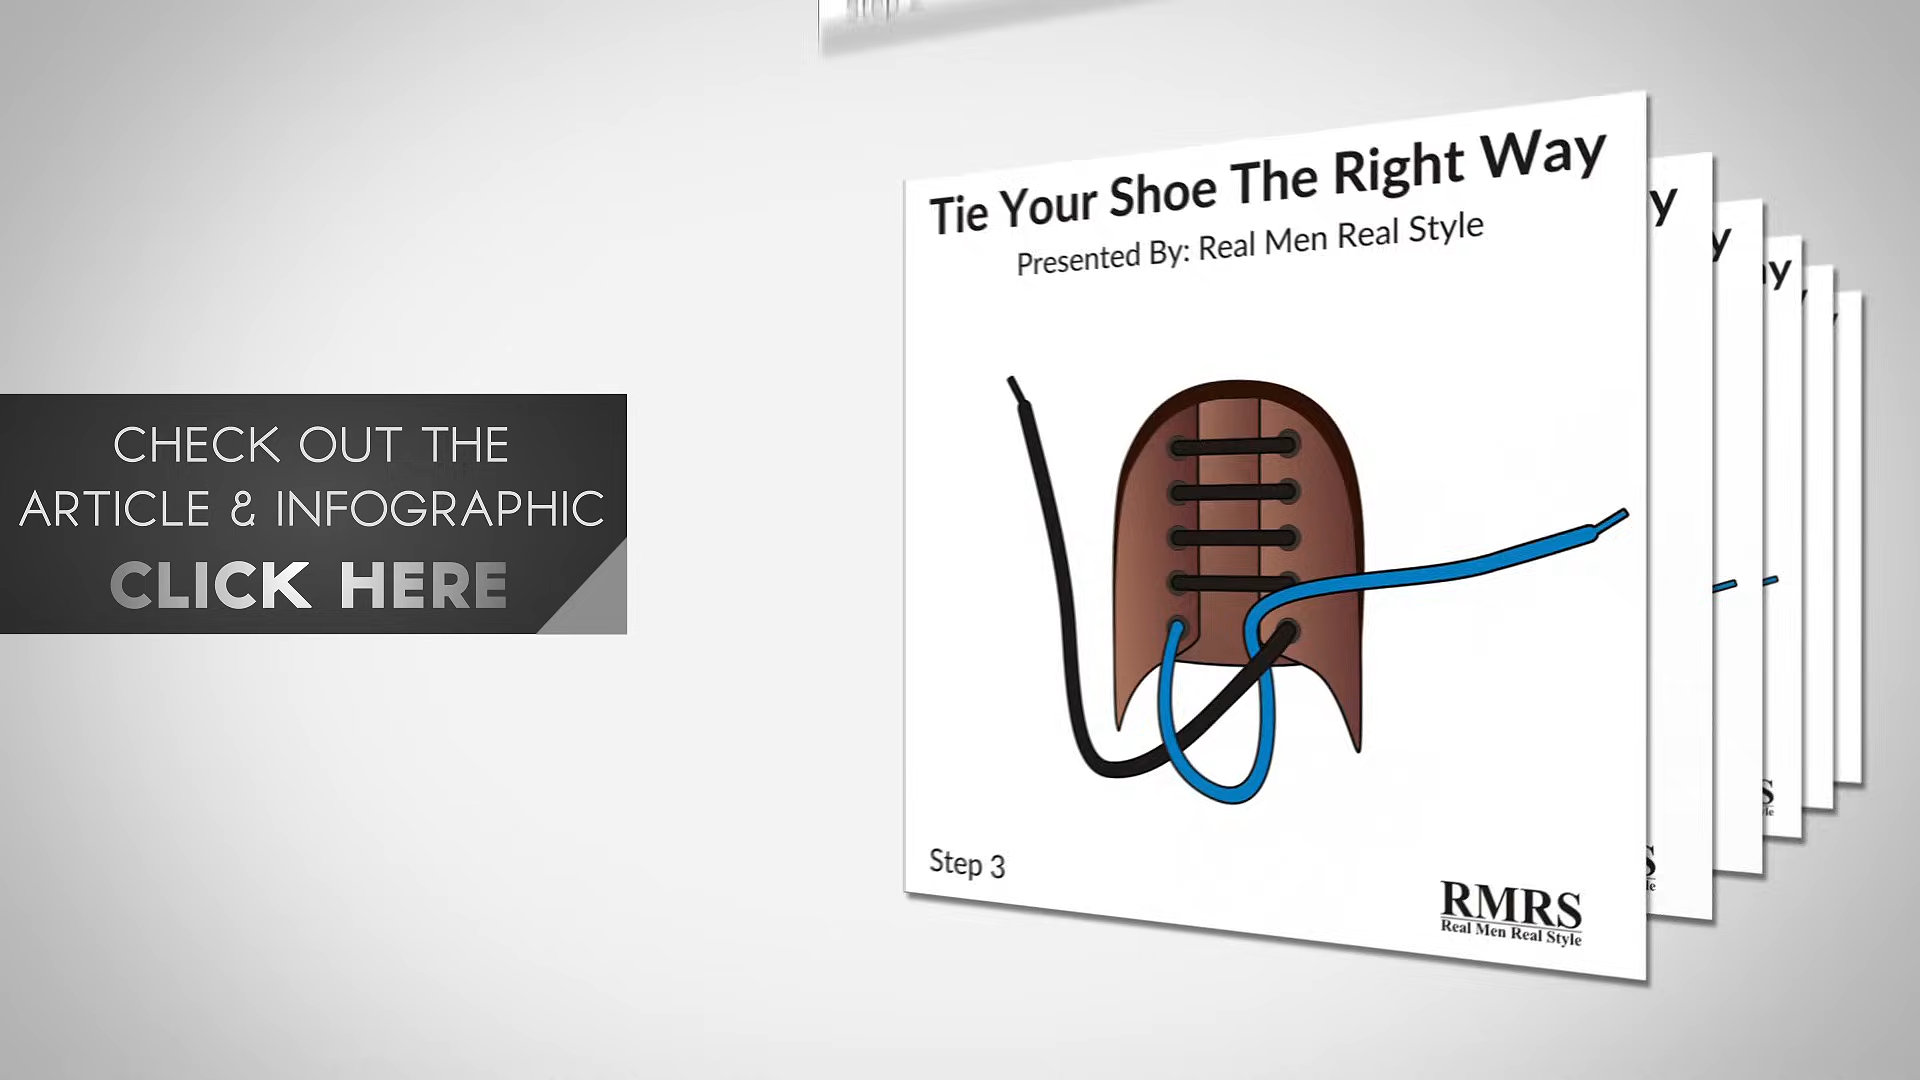 CHECK OUT THE
ARTICLE & INFOGRAPHIC
CLICK HERE
Tie Your Shoe The Right Way
Presented By: Real Men Real Style
Step 3
RMRS
Real Men Real Style